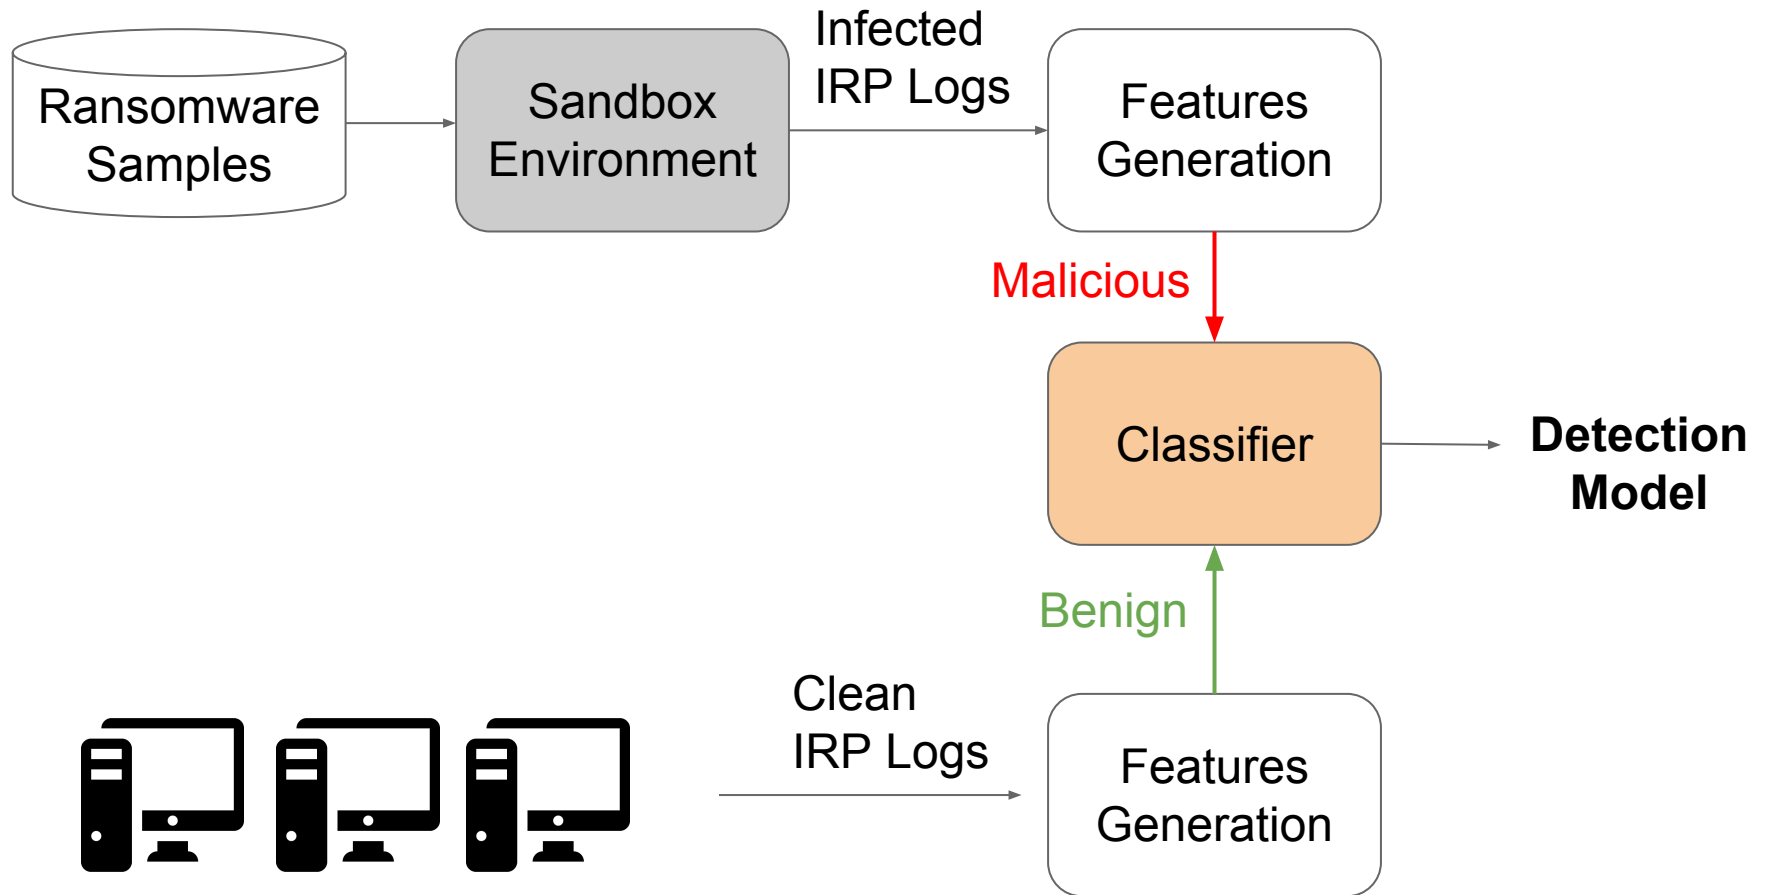 Ransomware
Samples
Sandbox
Environment
Infected
IRP Logs
Features
Generation
Malicious
Classifier
Detection
Model
Benign
Clean
IRP Logs
Features
Generation